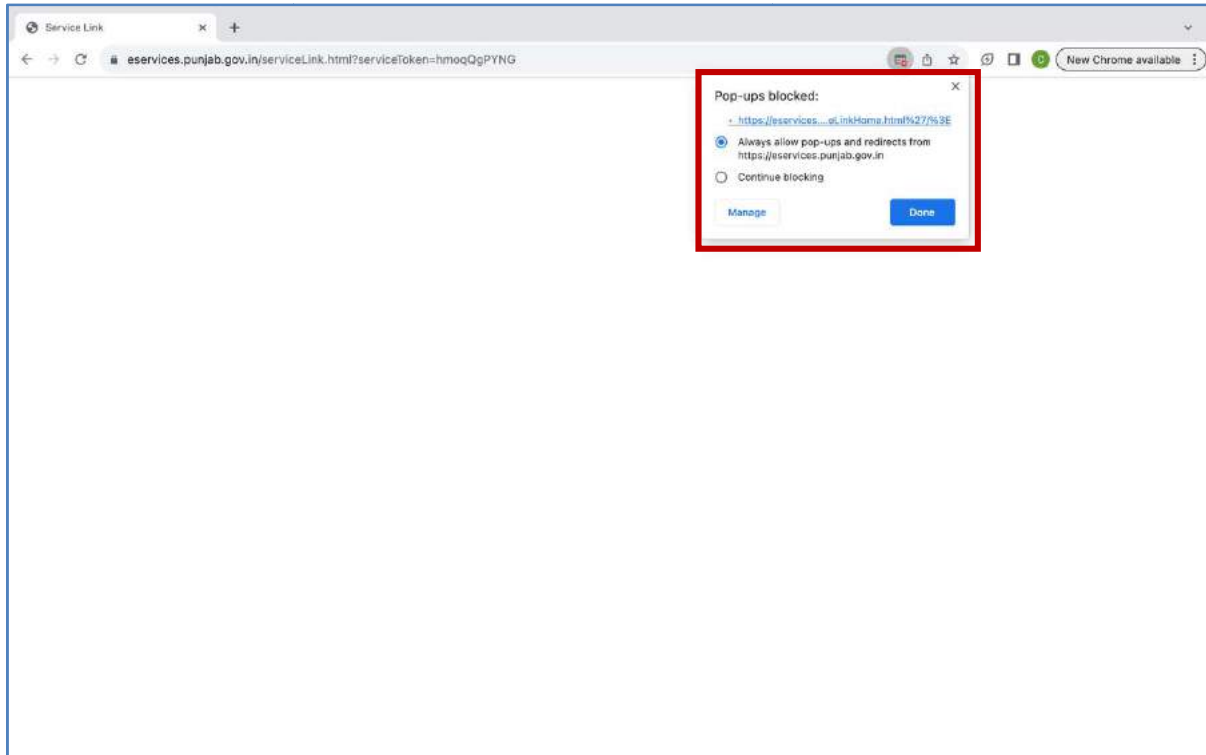 Service Link
eservices.punjab.gov.in/serviceLink.html?serviceToken=hmoqQgPYNG
New Chrome available
Pop-ups blocked:
https://eservices....eLinkHome.html%27/%3E
Always allow pop-ups and redirects from
https://eservices.punjab.gov.in
Continue blocking
Manage
Done